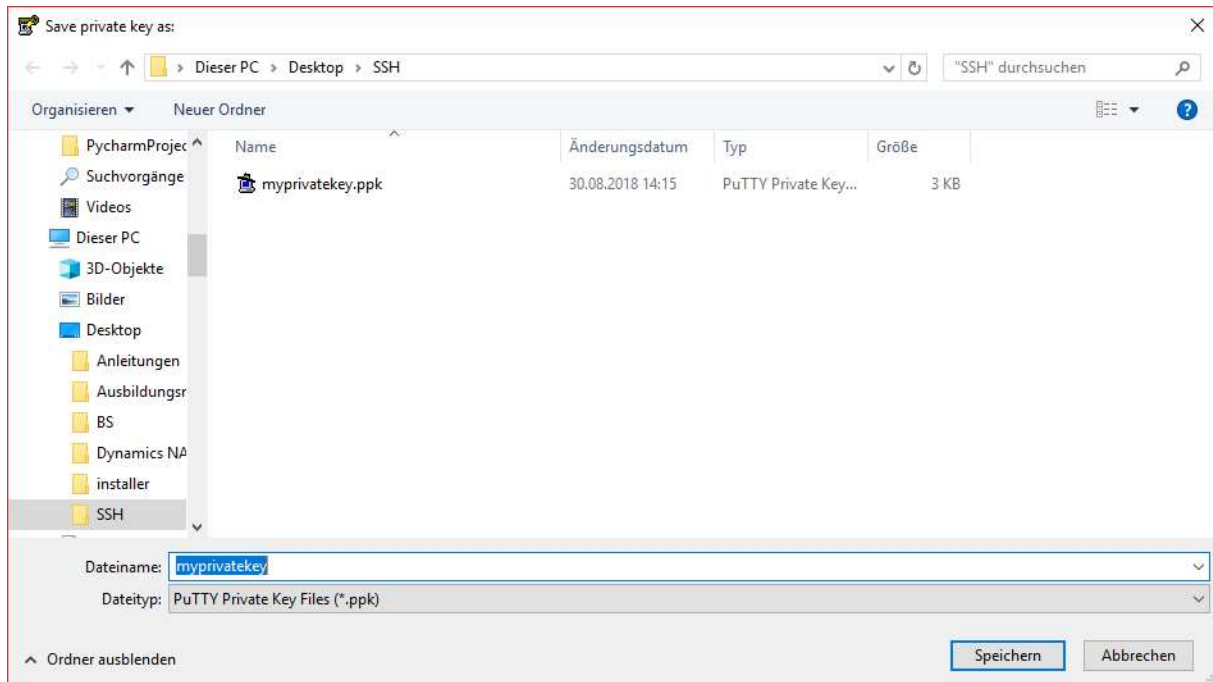 Save private key as:
Dieser PC > Desktop > SSH
"SSH" durchsuchen
Organisieren
Neuer Ordner
PycharmProjec
Suchvorgänge
Videos
Dieser PC
3D-Objekte
Bilder
Desktop
Anleitungen
Ausbildungsr
BS
Dynamics NA
installer
SSH
Name Änderungsdatum Typ Größe
myprivatekey.ppk 30.08.2018 14:15 PuTTY Private Key... 3 KB
Dateiname: myprivatekey
Dateityp: PuTTY Private Key Files (*.ppk)
Ordner ausblenden
Speichern
Abbrechen